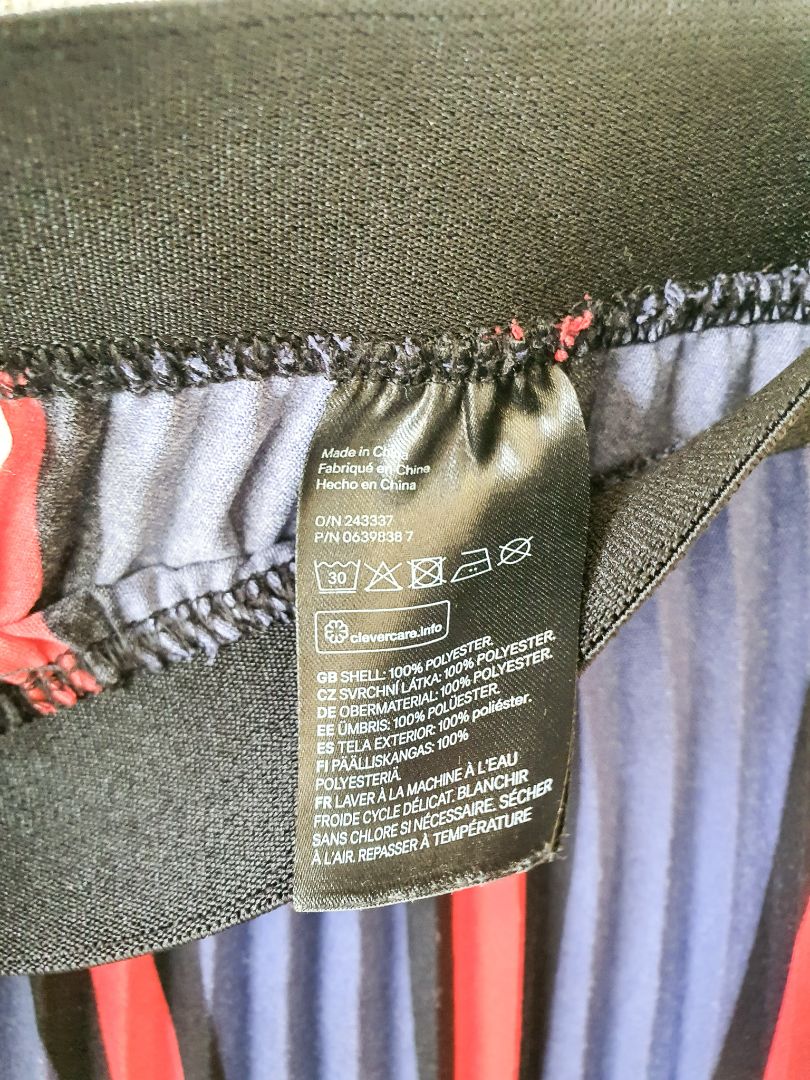 Made in China
Fabriqué en Chine
Hecho en China
O/N 243337
P/N 0639838 7
30
clevercare.info
GB SHELL: 100% POLYESTER.
CZ SVRCHNÍ LÁTKA: 100% POLYESTER.
DE OBERMATERIAL: 100% POLYESTER.
EE ÜMBRIS: 100% POLÜESTER.
ES TELA EXTERIOR: 100% poliéster.
FI PÄÄLLISKANGAS: 100%
POLYESTERIÄ
FR LAVER À LA MACHINE À L'EAU
FROIDE CYCLE DÉLICAT. BLANCHIR
SANS CHLORE SI NÉCESSAIRE. SÉCHER
À L'AIR. REPASSER À TEMPÉRATURE